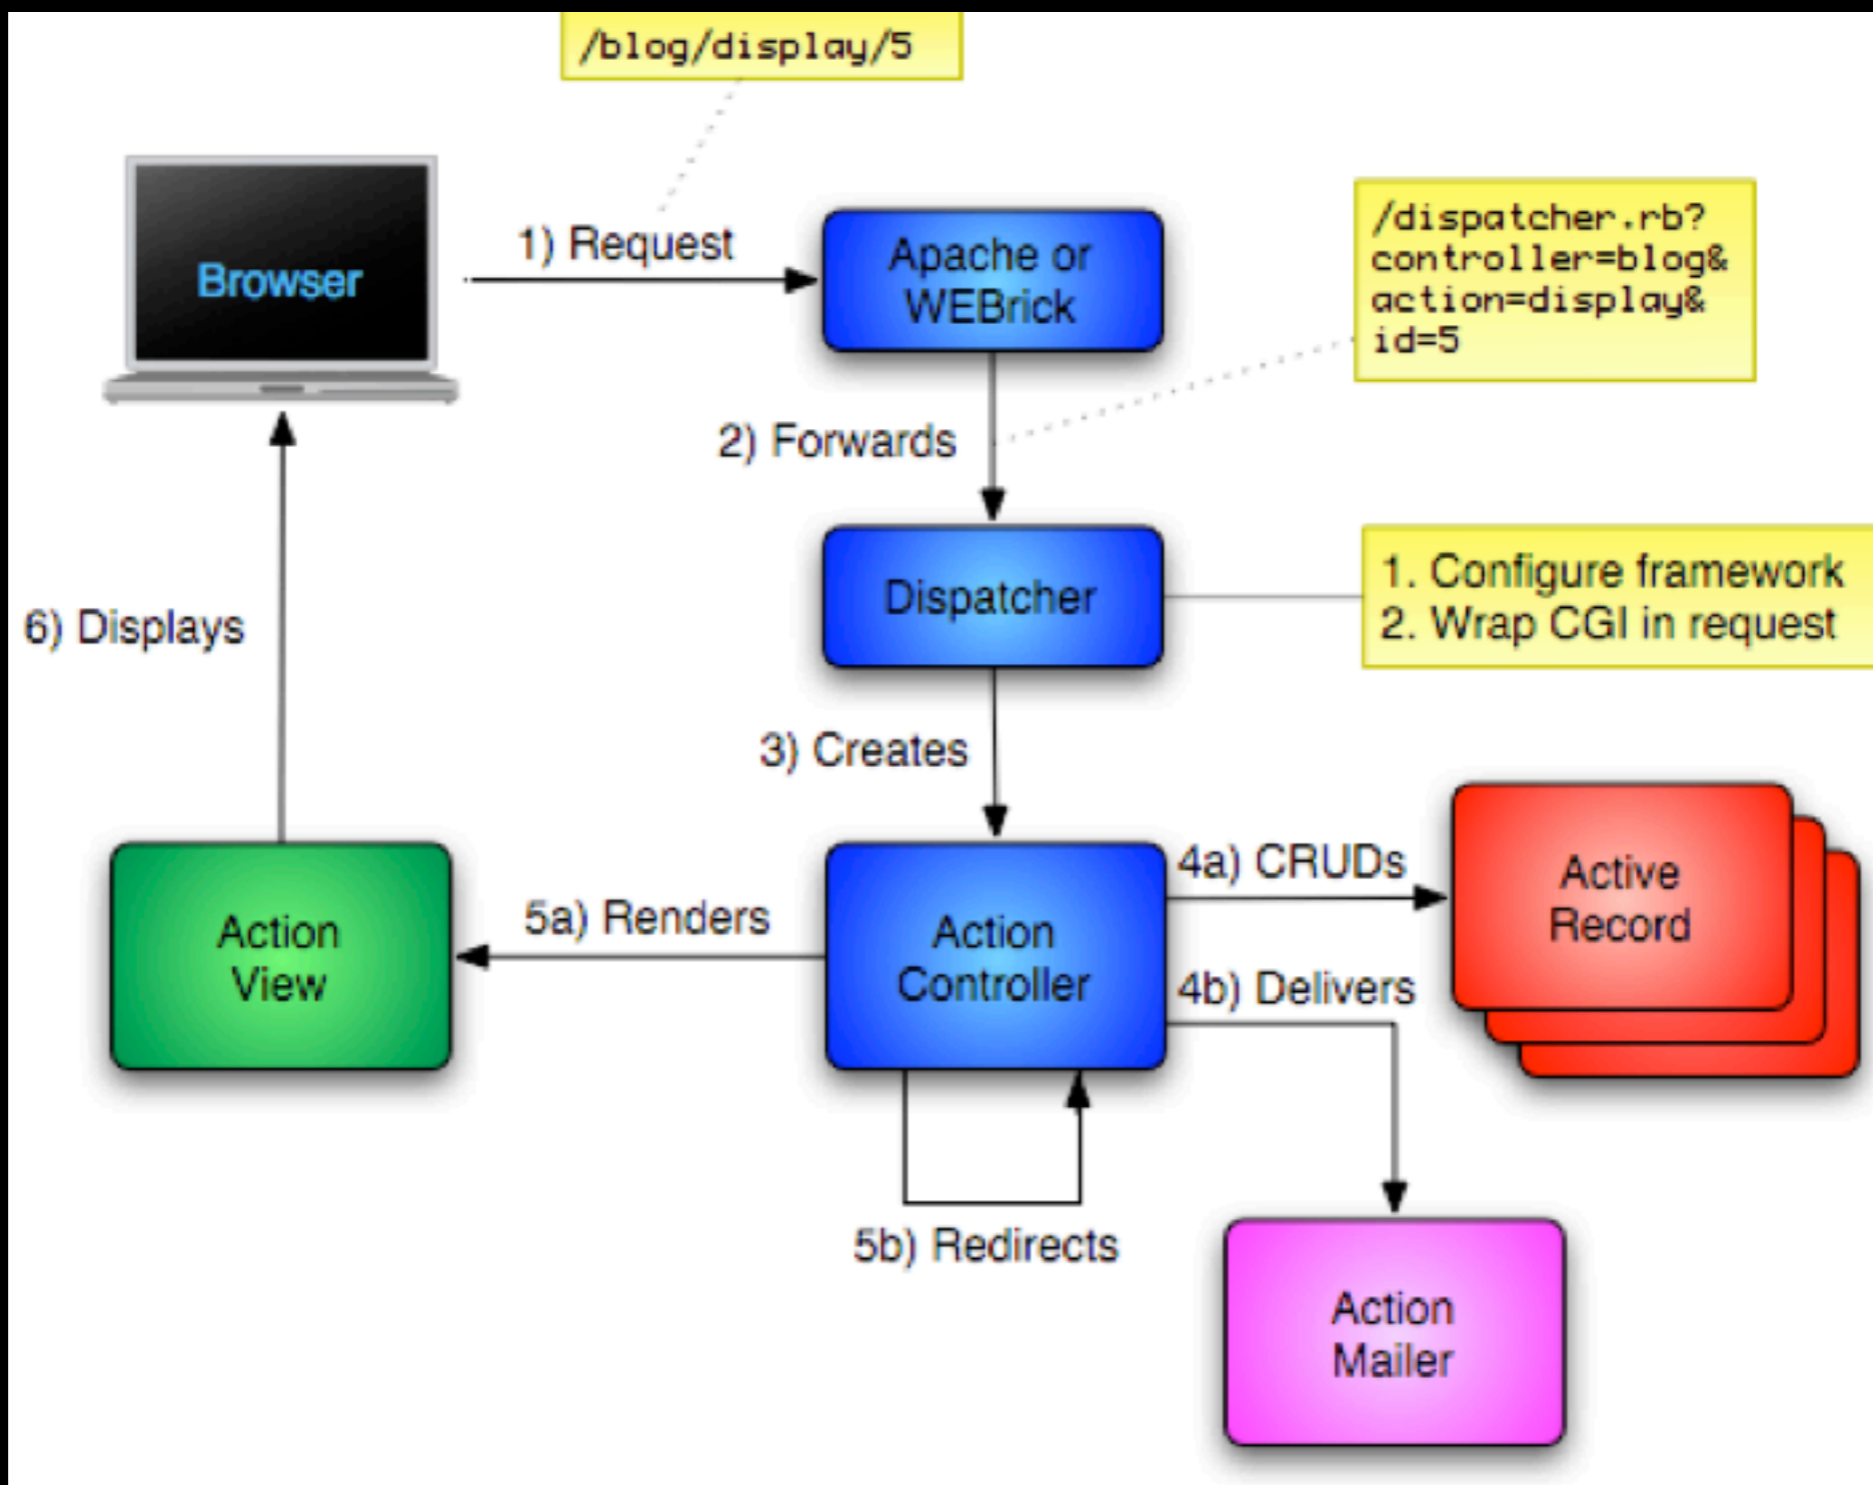 /blog/display/5
Browser
1) Request
Apache or
WEBrick
/dispatcher.rb?
controller=blog&
action=display&
id=5
2) Forwards
Dispatcher
1. Configure framework
2. Wrap CGI in request
6) Displays
3) Creates
Action
View
5a) Renders
Action
Controller
4a) CRUDs
Active
Record
4b) Delivers
5b) Redirects
Action
Mailer